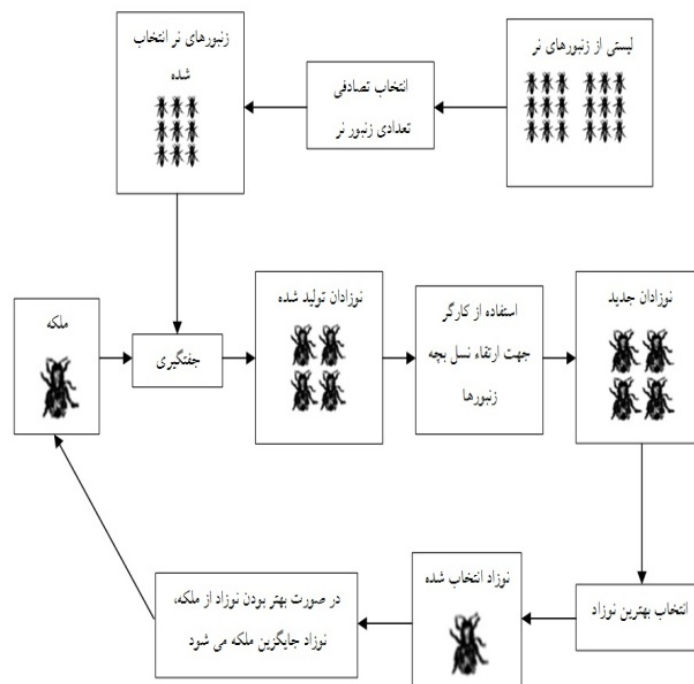 لیستی از زنبورهای نر
انتخاب تصادفی
تعدادی زنبور نر
زنبورهای نر انتخاب
شده
ملکه
جفتگیری
نوزادان تولید شده
استفاده از کارگر
جهت ارتقاء نسل بچه
زنبورها
نوزادان جدید
انتخاب بهترین نوزاد
نوزاد انتخاب شده
در صورت بهتر بودن نوزاد از ملکه،
نوزاد جایگزین ملکه می شود